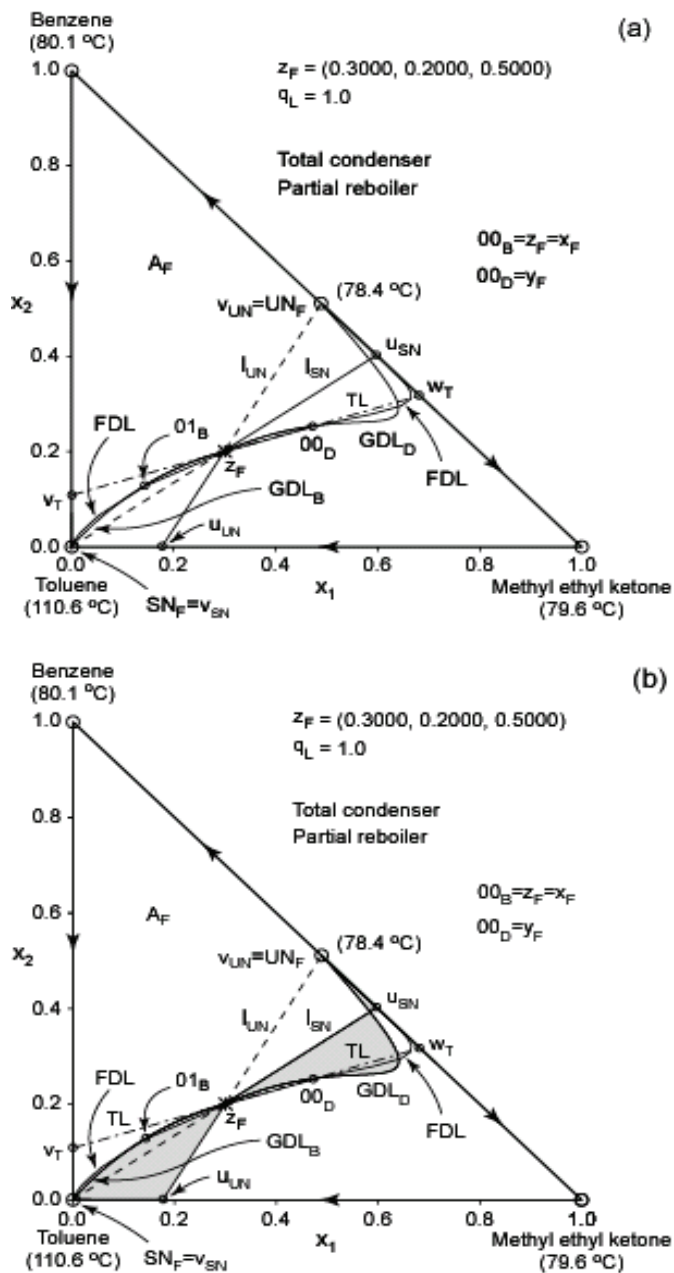 Benzene
(80.1 °C)
(a)
z_F = (0.3000, 0.2000, 0.5000)
q_L = 1.0
1.0
0.8
Total condenser
Partial reboiler
00_B=z_F=x_F
00_D=y_F
0.6
A_F
x_2
v_UN=UN_F
(78.4 °C)
u_SN
0.4
l_UN
l_SN
w_T
TL
FDL
01_B
0.2
z_F
00_D
GDL_D
FDL
v_T
GDL_B
u_UN
0.0
0.0
0.2
0.4
0.6
0.8
1.0
Toluene
(110.6 °C)
SN_F=v_SN
x_1
Methyl ethyl ketone
(79.6 °C)
Benzene
(80.1 °C)
(b)
z_F = (0.3000, 0.2000, 0.5000)
q_L = 1.0
1.0
0.8
Total condenser
Partial reboiler
00_B=z_F=x_F
00_D=y_F
0.6
A_F
x_2
v_UN=UN_F
(78.4 °C)
u_SN
0.4
l_UN
l_SN
w_T
TL
FDL
01_B
TL
0.2
z_F
00_D
GDL_D
FDL
v_T
GDL_B
u_UN
0.0
0.0
0.2
0.4
0.6
0.8
1.0
Toluene
(110.6 °C)
SN_F=v_SN
x_1
Methyl ethyl ketone
(79.6 °C)